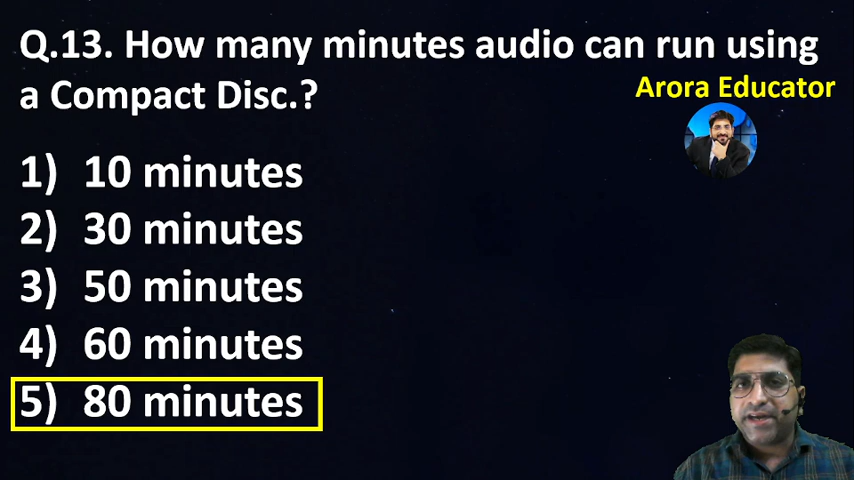 Q.13. How many minutes audio can run using
a Compact Disc.?
Arora Educator
1) 10 minutes
2) 30 minutes
3) 50 minutes
4) 60 minutes
5) 80 minutes